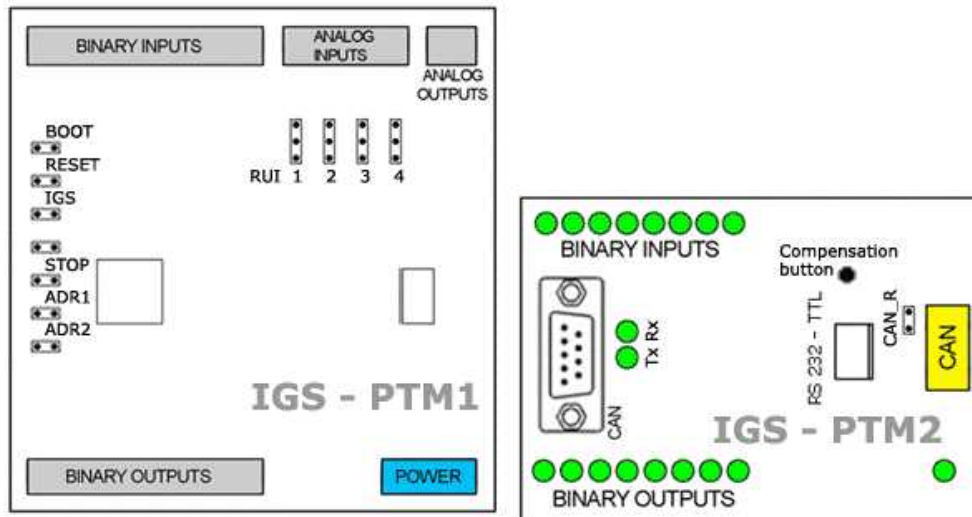 BINARY INPUTS
ANALOG
INPUTS
ANALOG
OUTPUTS
BOOT
RESET
IGS
STOP
ADR1
ADR2
RUI 1 2 3 4
IGS - PTM1
BINARY OUTPUTS
POWER
BINARY INPUTS
Compensation
button
Tx Rx
CAN
RS 232 - TTL
CAN_R
CAN
IGS - PTM2
BINARY OUTPUTS